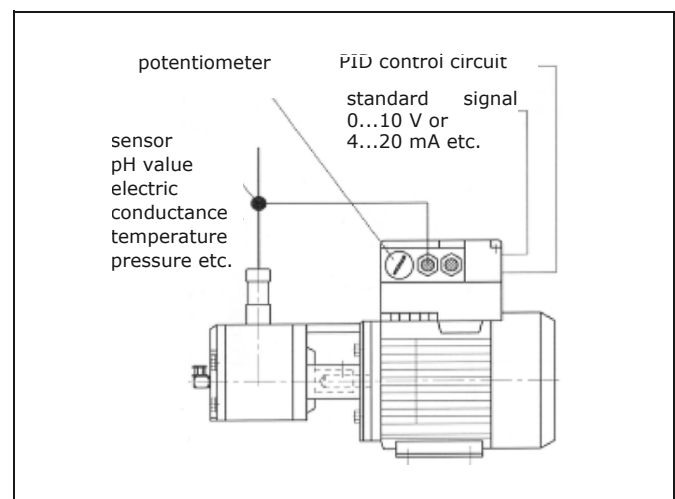 potentiometer
PID control circuit
standard signal
0...10 V or
4...20 mA etc.
sensor
pH value
electric
conductance
temperature
pressure etc.